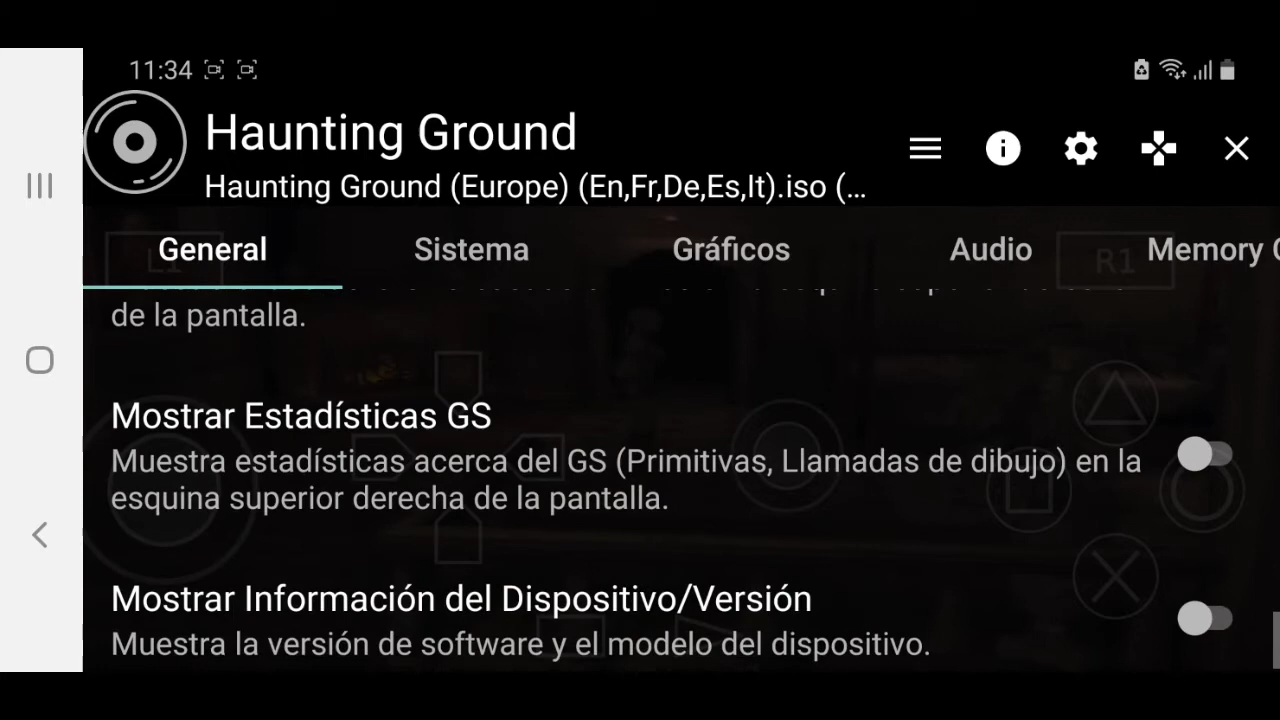 11:34
Haunting Ground
Haunting Ground (Europe) (En,Fr,De,Es,It).iso (...
General Sistema Gráficos Audio Memory
L1 R1
de la pantalla.
Mostrar Estadísticas GS
Muestra estadísticas acerca del GS (Primitivas, Llamadas de dibujo) en la
esquina superior derecha de la pantalla.
Mostrar Información del Dispositivo/Versión
Muestra la versión de software y el modelo del dispositivo.